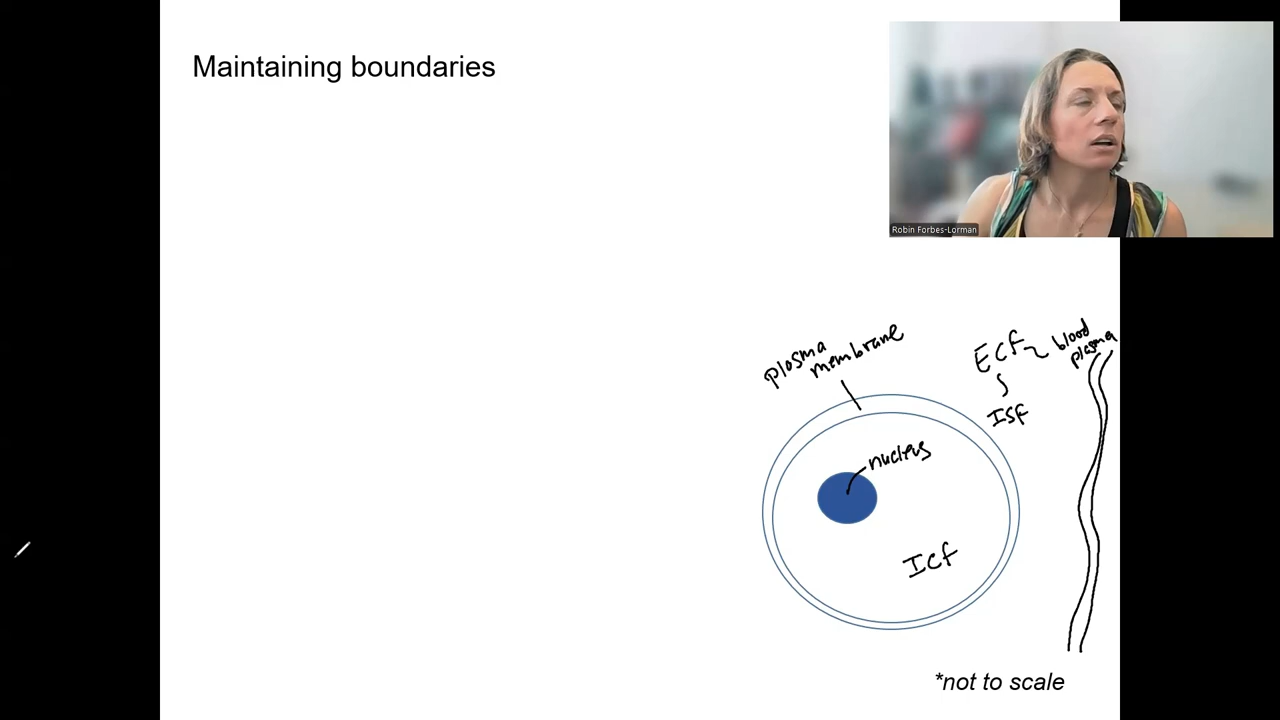 Maintaining boundaries
Robin Forbes-Lorman
plasma
membrane
ECF
blood
plasma
ISF
nucleus
ICF
*not to scale